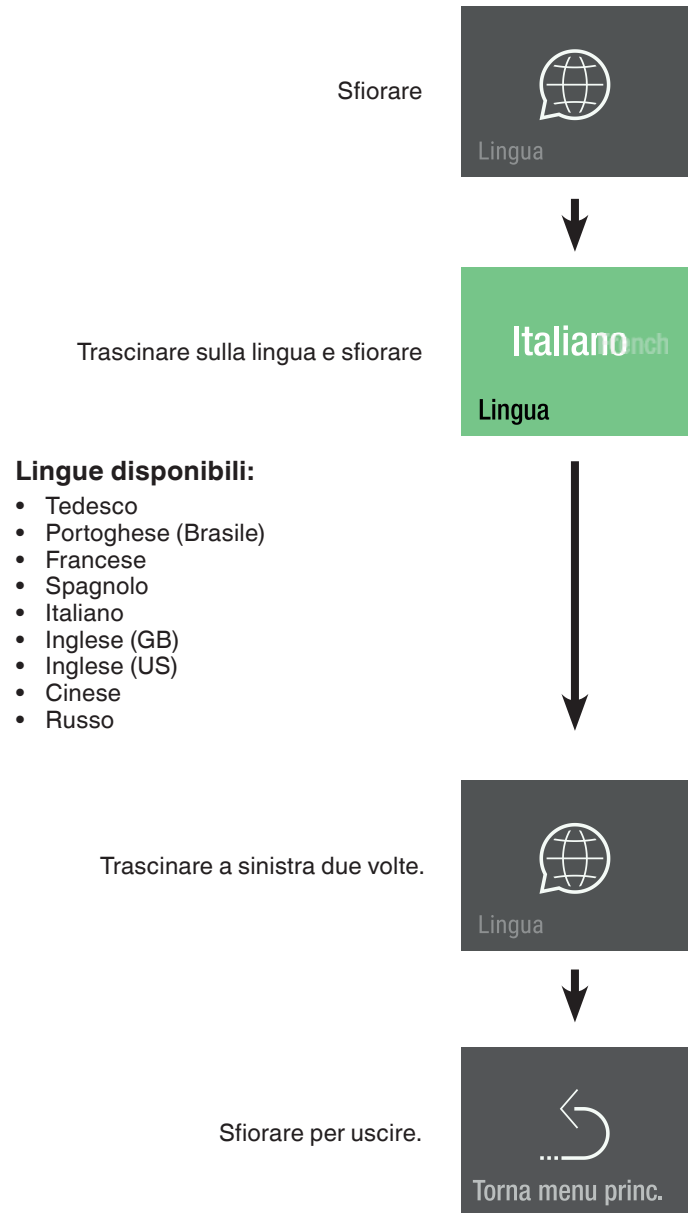 Sfiorare
Lingua
Trascinare sulla lingua e sfiorare
Italiano
French
Lingua
Lingue disponibili:
• Tedesco
• Portoghese (Brasile)
• Francese
• Spagnolo
• Italiano
• Inglese (GB)
• Inglese (US)
• Cinese
• Russo
Trascinare a sinistra due volte.
Lingua
Sfiorare per uscire.
Torna menu princ.